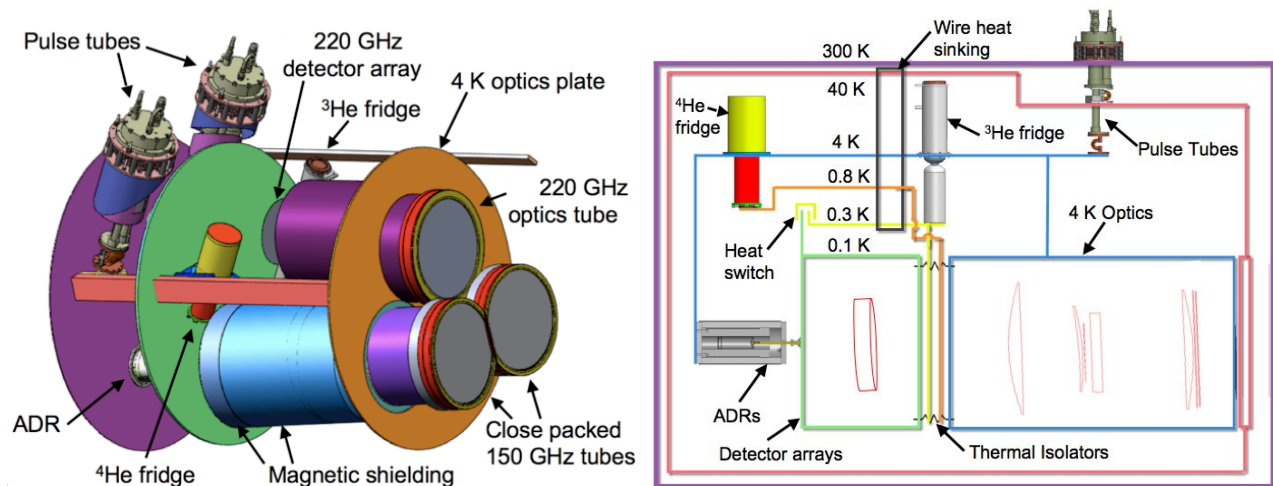 Pulse tubes
220 GHz
detector array
³He fridge
4 K optics plate
220 GHz
optics tube
ADR
⁴He fridge
Magnetic shielding
Close packed
150 GHz tubes
Wire heat
sinking
300 K
40 K
⁴He
fridge
³He fridge
Pulse Tubes
4 K
0.8 K
0.3 K
Heat
switch
0.1 K
4 K Optics
ADRs
Detector arrays
Thermal Isolators